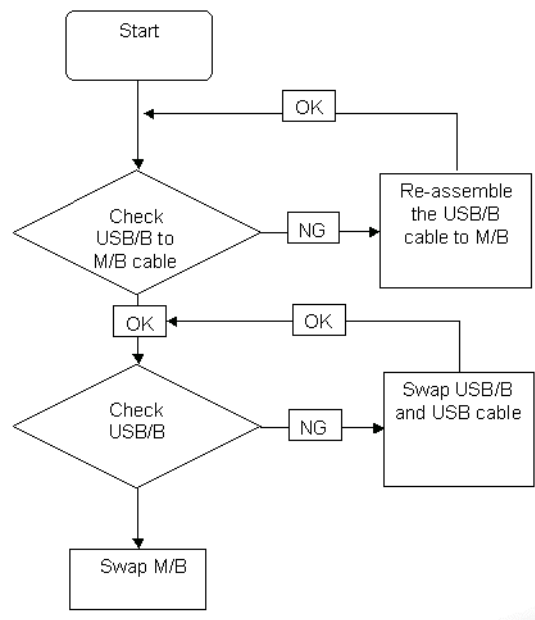 Start
OK
Check
USB/B to
M/B cable
NG
Re-assemble
the USB/B
cable to M/B
OK
OK
Check
USB/B
NG
Swap USB/B
and USB cable
Swap M/B